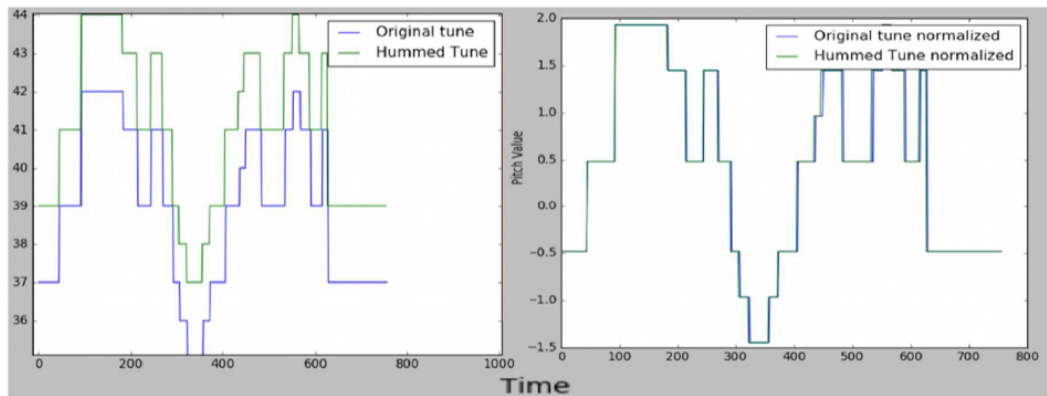 44
43
42
41
40
39
38
37
36
0 200 400 600 800 1000
Original tune
Hummed Tune
2.0
1.5
1.0
0.5
0.0
-0.5
-1.0
-1.5
Pitch Value
0 100 200 300 400 500 600 700 800
Original tune normalized
Hummed Tune normalized
Time